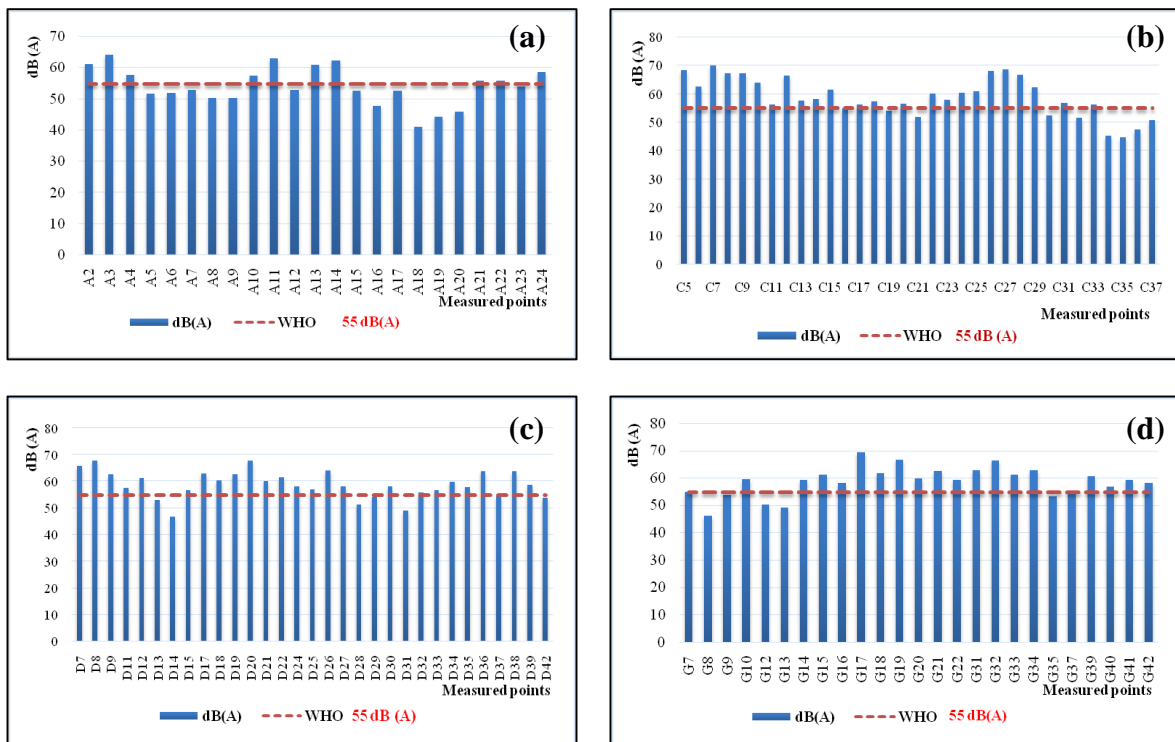 (a)
dB (A)
70
60
50
40
30
20
10
0
A2 A3 A4 A5 A6 A7 A8 A9 A10 A11 A12 A13 A14 A15 A16 A17 A18 A19 A20 A21 A22 A23 A24
Measured points
dB(A) WHO 55 dB(A)
(b)
dB (A)
80
70
60
50
40
30
20
10
0
C5 C7 C9 C11 C13 C15 C17 C19 C21 C23 C25 C27 C29 C31 C33 C35 C37
Measured points
dB(A) WHO 55 dB (A)
(c)
dB (A)
80
70
60
50
40
30
20
10
0
D7 D8 D9 D11 D12 D13 D14 D15 D17 D18 D19 D20 D21 D22 D24 D25 D26 D27 D28 D29 D30 D31 D32 D33 D34 D35 D36 D37 D38 D39 D42
Measured points
dB(A) WHO 55 dB (A)
(d)
dB (A)
80
70
60
50
40
30
20
10
0
G7 G8 G9 G10 G12 G13 G14 G15 G16 G17 G18 G19 G20 G21 G22 G31 G32 G33 G34 G35 G37 G39 G40 G41 G42
Measured points
dB(A) WHO 55 dB(A)